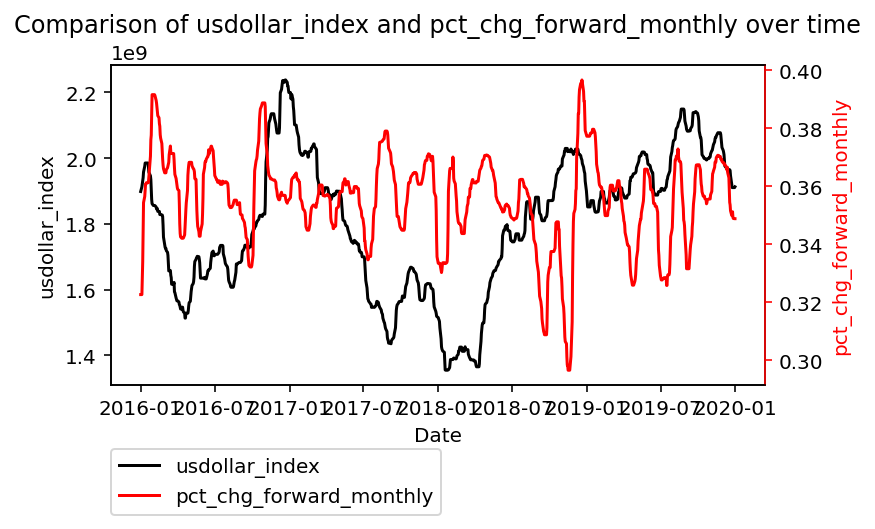 Comparison of usdollar_index and pct_chg_forward_monthly over time
1e9
2.2
2.0
1.8
1.6
1.4
usdollar_index
0.40
0.38
0.36
0.34
0.32
0.30
pct_chg_forward_monthly
2016-01 2016-07 2017-01 2017-07 2018-01 2018-07 2019-01 2019-07 2020-01
Date
usdollar_index
pct_chg_forward_monthly